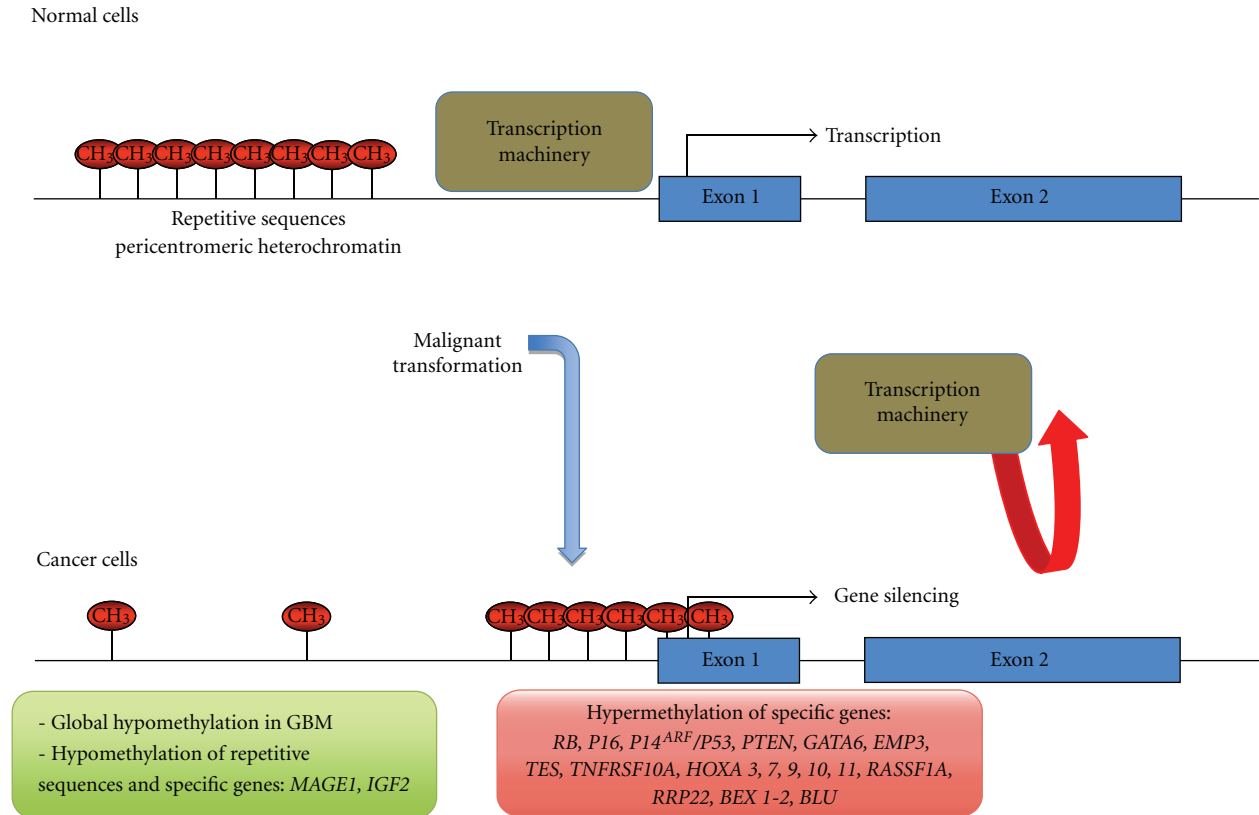 Normal cells
CH3 CH3 CH3 CH3 CH3 CH3 CH3 CH3
Transcription
machinery
Transcription
Exon 1
Exon 2
Repetitive sequences
pericentromeric heterochromatin
Malignant
transformation
Transcription
machinery
Cancer cells
CH3
CH3
CH3 CH3 CH3 CH3 CH3 CH3
Gene silencing
Exon 1
Exon 2
- Global hypomethylation in GBM
- Hypomethylation of repetitive
sequences and specific genes: MAGE1, IGF2
Hypermethylation of specific genes:
RB, P16, P14^ARF/P53, PTEN, GATA6, EMP3,
TES, TNFRSF10A, HOXA 3, 7, 9, 10, 11, RASSF1A,
RRP22, BEX 1-2, BLU